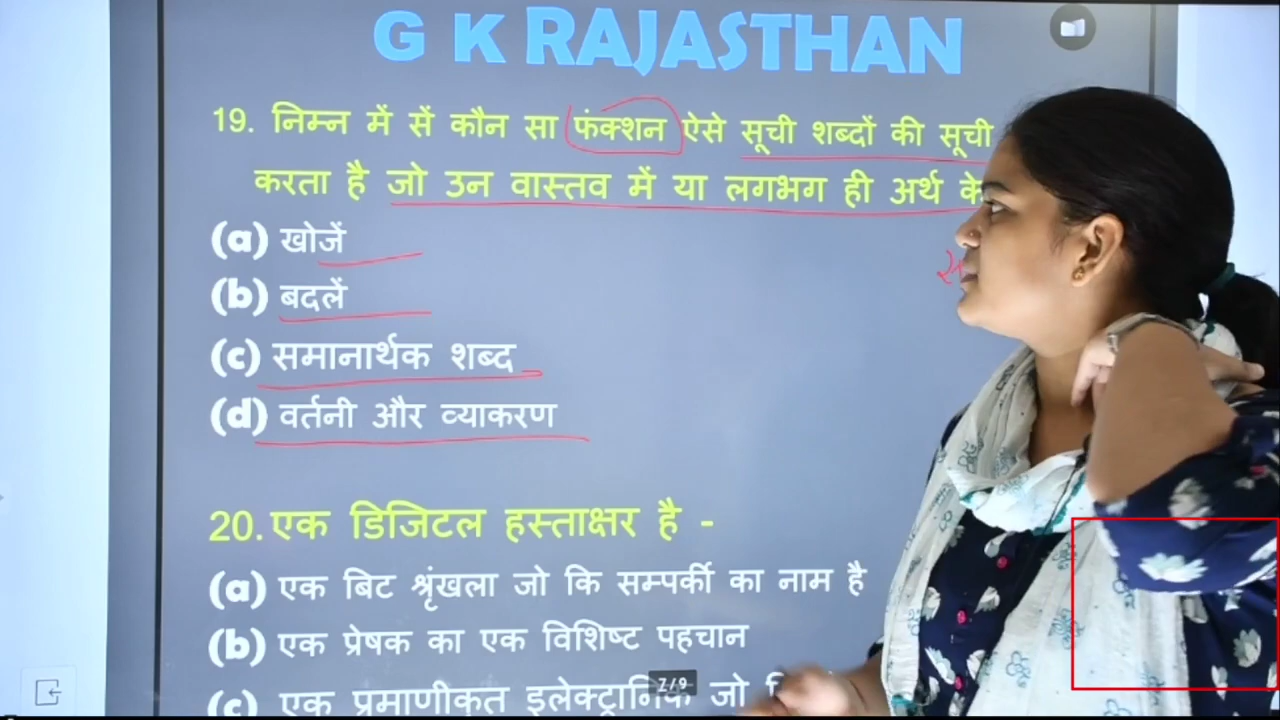 G K RAJASTHAN
19. निम्न में सें कौन सा फंक्शन ऐसे सूची शब्दों की सूची
करता है जो उन वास्तव में या लगभग ही अर्थ के
(a) खोजें
(b) बदलें
(c) समानार्थक शब्द
(d) वर्तनी और व्याकरण
20. एक डिजिटल हस्ताक्षर है -
(a) एक बिट श्रृंखला जो कि सम्पर्की का नाम है
(b) एक प्रेषक का एक विशिष्ट पहचान
(c) एक प्रमाणीकृत जो
7/9